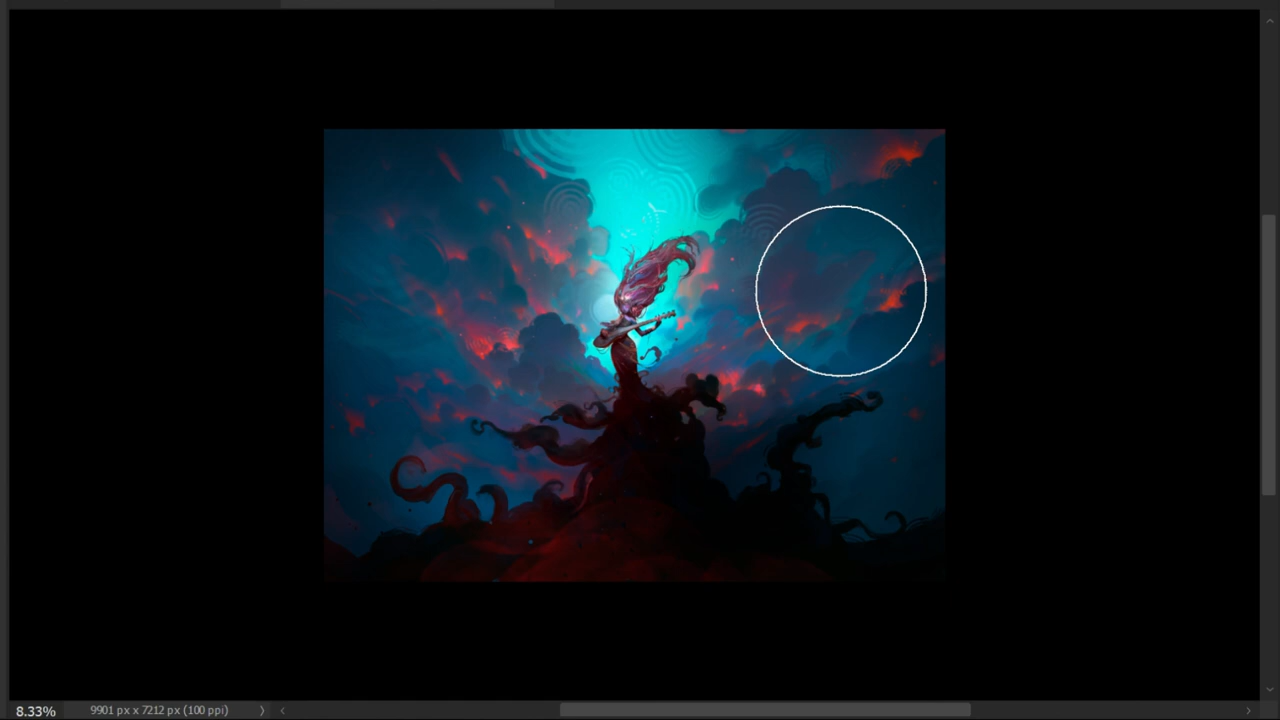 8.33%
9901 px x 7212 px (100 ppi)